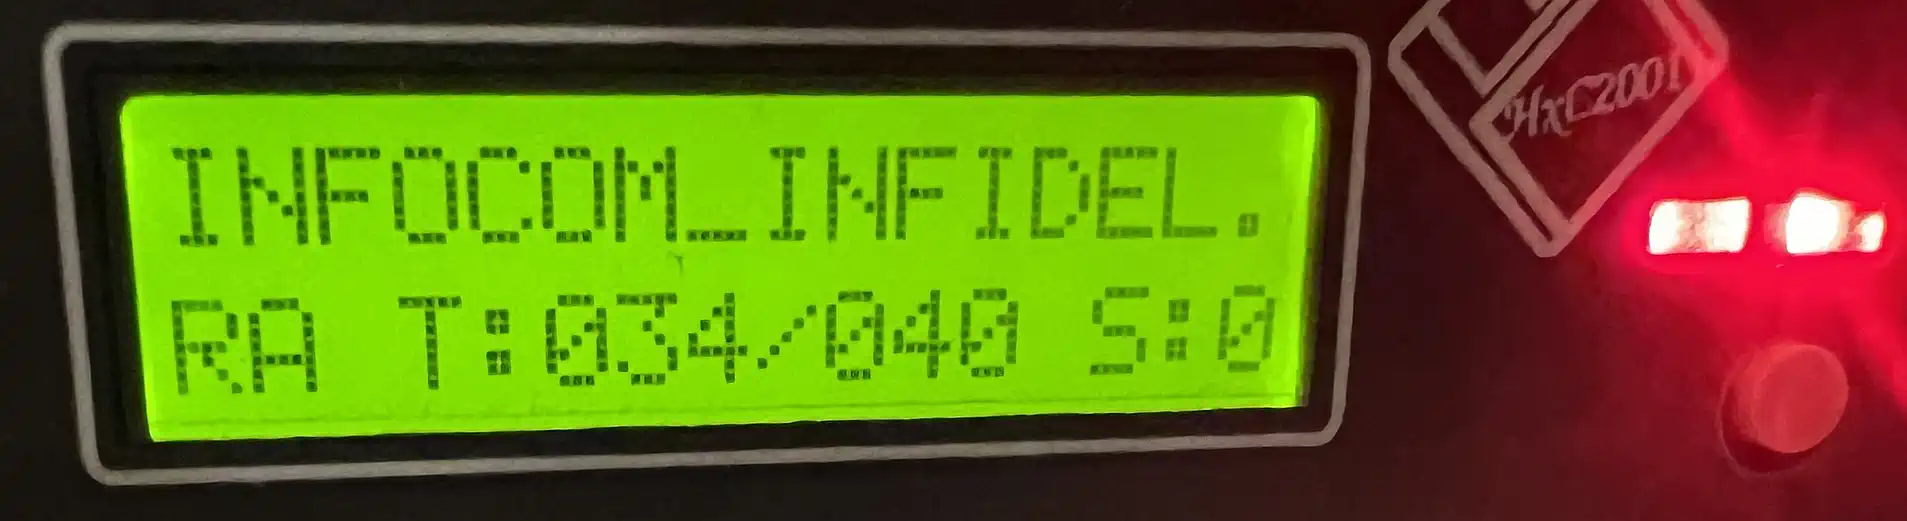 INFOCOM_INFIDEL.
RA T:034/040 S:0
HxC2001